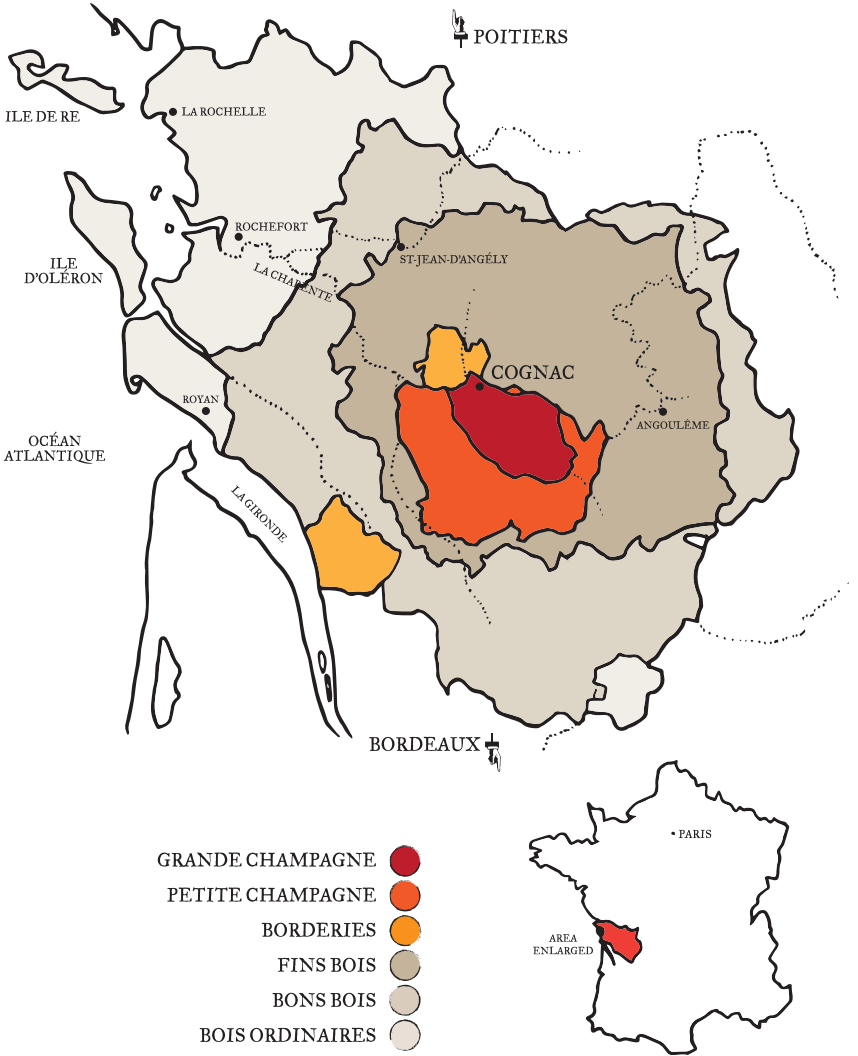 POITIERS
ILE DE RE
LA ROCHELLE
ROCHEFORT
ST-JEAN-D'ANGÉLY
ILE
D'OLÉRON
LA CHARENTE
COGNAC
ROYAN
ANGOULÊME
OCÉAN
ATLANTIQUE
LA GIRONDE
BORDEAUX
GRANDE CHAMPAGNE
PETITE CHAMPAGNE
BORDERIES
FINS BOIS
BONS BOIS
BOIS ORDINAIRES
PARIS
AREA
ENLARGED